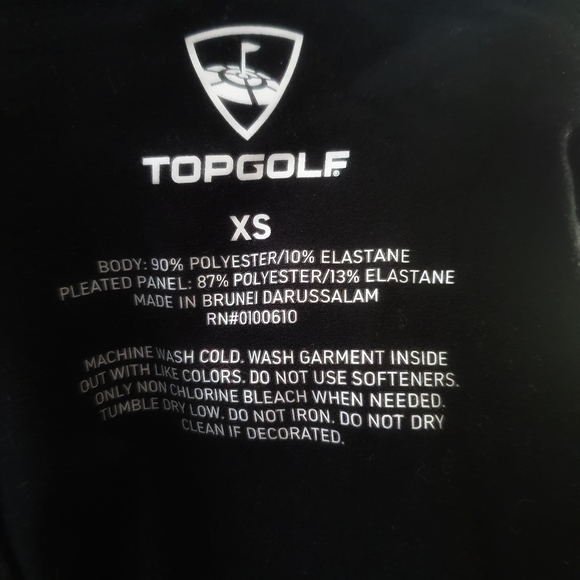 TOPGOLF®
XS
BODY: 90% POLYESTER/10% ELASTANE
PLEATED PANEL: 87% POLYESTER/13% ELASTANE
MADE IN BRUNEI DARUSSALAM
RN#0100610
MACHINE WASH COLD. WASH GARMENT INSIDE
OUT WITH LIKE COLORS. DO NOT USE SOFTENERS.
ONLY NON CHLORINE BLEACH WHEN NEEDED.
TUMBLE DRY LOW. DO NOT IRON. DO NOT DRY
CLEAN IF DECORATED.